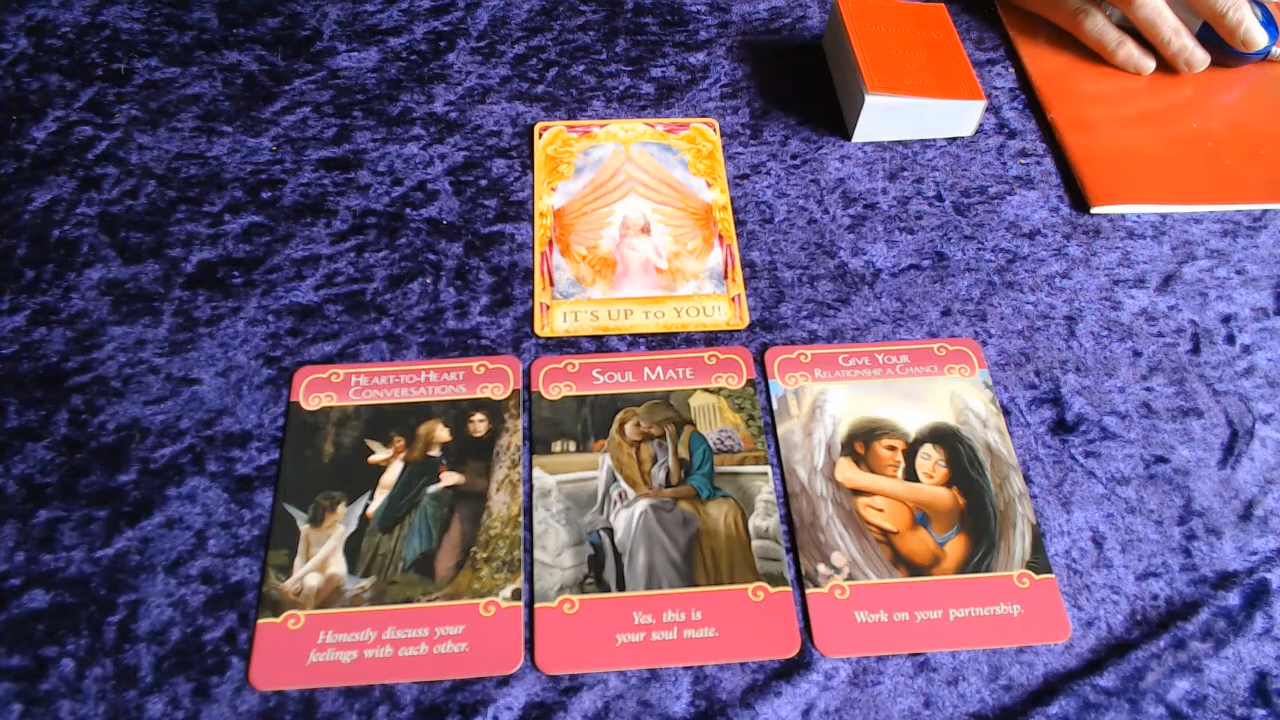 IT'S UP TO YOU!
HEART-TO-HEART
CONVERSATIONS
Honestly discuss your
feelings with each other.
SOUL MATE
Yes, this is
your soul mate.
GIVE YOUR
RELATIONSHIP A CHANCE
Work on your partnership.